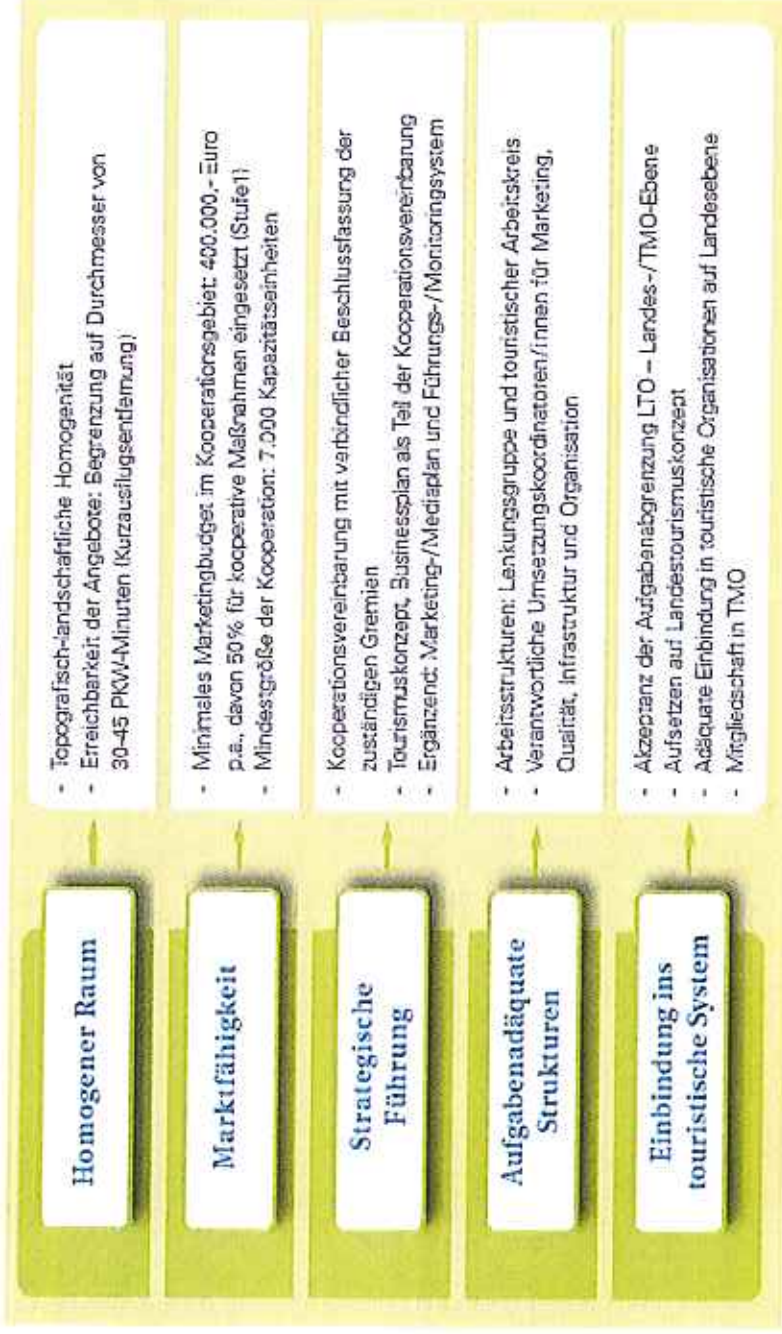 Homogener Raum
- Topografisch-landschaftliche Homogenität
- Erreichbarkeit der Angebote: Begrenzung auf Durchmesser von
30-45 PKW-Minuten (Kurzausflugsentfernung)
Marktfähigkeit
- Minimales Marketingbudget im Kooperationsgebiet: 400.000,- Euro
p.a., davon 50% für kooperative Maßnahmen eingesetzt (Stufe1)
- Mindestgröße der Kooperation: 7.000 Kapazitätseinheiten
Strategische
Führung
- Kooperationsvereinbarung mit verbindlicher Beschlussfassung der
zuständigen Gremien
- Tourismuskonzept, Businessplan als Teil der Kooperationsvereinbarung
- Ergänzend: Marketing-/Mediaplan und Führungs-/Monitoringsystem
Aufgabenadäquate
Strukturen
- Arbeitsstrukturen: Lenkungsgruppe und touristischer Arbeitskreis
- Verantwortliche Umsetzungskoordinatoren/innen für Marketing,
Qualität, Infrastruktur und Organisation
Einbindung ins
touristische System
- Akzeptanz der Aufgabenabgrenzung LTO – Landes-/TMO-Ebene
- Aufsetzen auf Landestourismuskonzept
- Adäquate Einbindung in touristische Organisationen auf Landesebene
- Mitgliedschaft in TMO